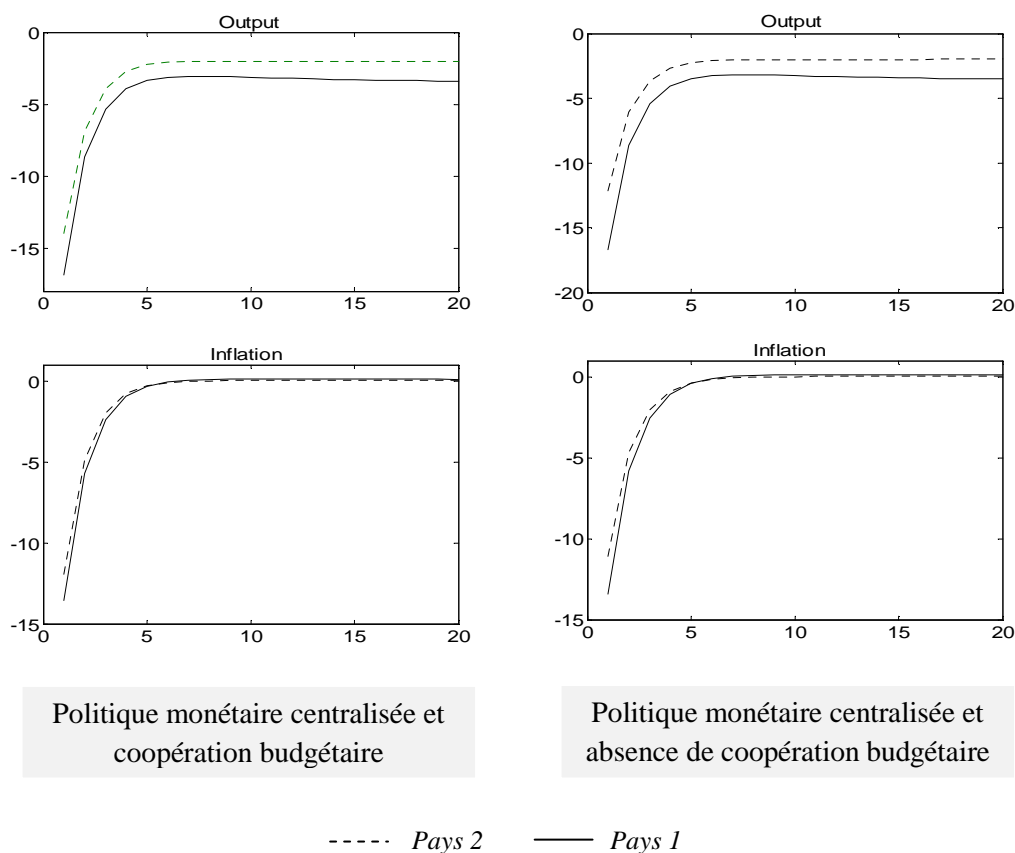 Output
0
-5
-10
-15
0 5 10 15 20
Output
0
-5
-10
-15
-20
0 5 10 15 20
Inflation
0
-5
-10
-15
0 5 10 15 20
Inflation
0
-5
-10
-15
0 5 10 15 20
Politique monétaire centralisée et
coopération budgétaire
Politique monétaire centralisée et
absence de coopération budgétaire
Pays 2 Pays 1